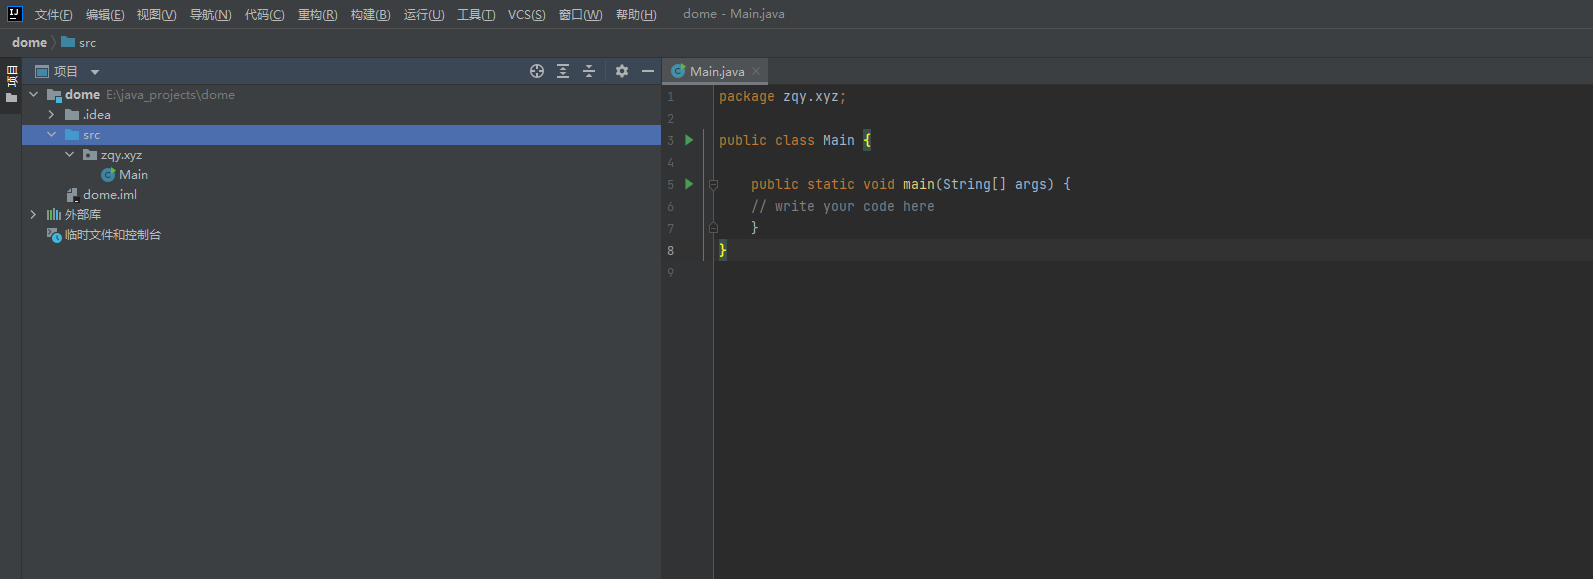 IJ 文件(F) 编辑(E) 视图(V) 导航(N) 代码(C) 重构(R) 构建(B) 运行(U) 工具(T) VCS(S) 窗口(W) 帮助(H) dome - Main.java
dome src
项目
项目
dome E:\java_projects\dome
.idea
src
zqy.xyz
Main
dome.iml
外部库
临时文件和控制台
Main.java
1 package zqy.xyz;
2
3 public class Main {
4
5 public static void main(String[] args) {
6 // write your code here
7 }
8 }
9